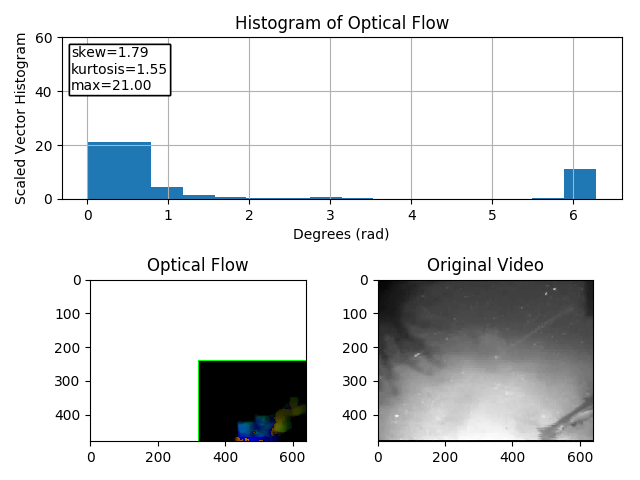 Histogram of Optical Flow
Scaled Vector Histogram
60
40
20
0
skew=1.79
kurtosis=1.55
max=21.00
0 1 2 3 4 5 6
Degrees (rad)
Optical Flow
0
100
200
300
400
0 200 400 600
Original Video
0
100
200
300
400
0 200 400 600